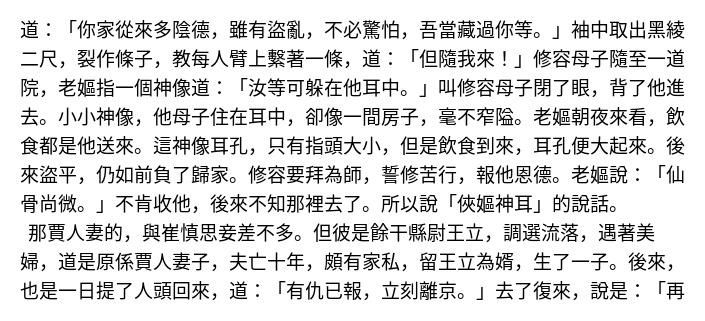 道：「你家從來多陰德，雖有盜亂，不必驚怕，吾當藏過你等。」袖中取出黑綾
二尺，裂作條子，教每人臂上繫著一條，道：「但隨我來！」修容母子隨至一道
院，老嫗指一個神像道：「汝等可躲在他耳中。」叫修容母子閉了眼，背了他進
去。小小神像，他母子住在耳中，卻像一間房子，毫不窄隘。老嫗朝夜來看，飲
食都是他送來。這神像耳孔，只有指頭大小，但是飲食到來，耳孔便大起來。後
來盜平，仍如前負了歸家。修容要拜為師，誓修苦行，報他恩德。老嫗說：「仙
骨尚微。」不肯收他，後來不知那裡去了。所以說「俠嫗神耳」的說話。
那賈人妻的，與崔慎思妾差不多。但彼是餘干縣尉王立，調選流落，遇著美
婦，道是原係賈人妻子，夫亡十年，頗有家私，留王立為婿，生了一子。後來，
也是一日提了人頭回來，道：「有仇已報，立刻離京。」去了復來，說是：「再